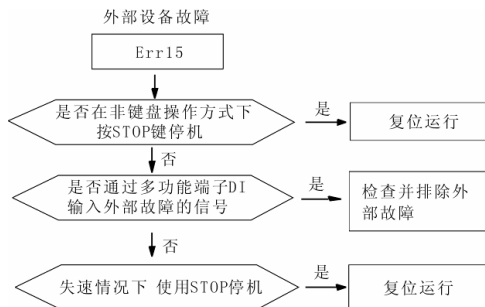 外部设备故障
Err15
是否在非键盘操作方式下
按STOP键停机
是
复位运行
否
是否通过多功能端子DI
输入外部故障的信号
是
检查并排除外
部故障
否
失速情况下 使用STOP停机
是
复位运行